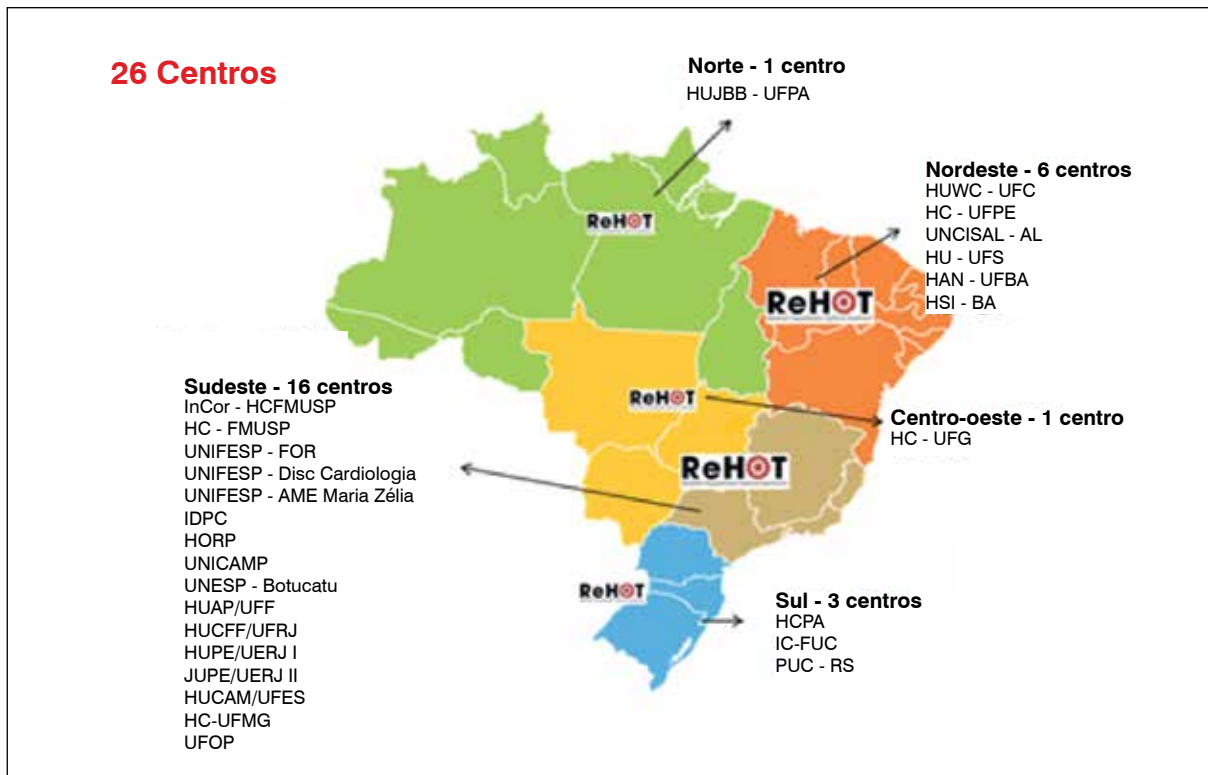 26 Centros
Norte - 1 centro
HUJBB - UFPA
Nordeste - 6 centros
HUWC - UFC
HC - UFPE
UNCISAL - AL
HU - UFS
HAN - UFBA
HSI - BA
ReHOT
ReHOT
Sudeste - 16 centros
InCor - HCFMUSP
HC - FMUSP
UNIFESP - FOR
UNIFESP - Disc Cardiologia
UNIFESP - AME Maria Zélia
IDPC
HORP
UNICAMP
UNESP - Botucatu
HUAP/UFF
HUCFF/UFRJ
HUPE/UERJ I
JUPE/UERJ II
HUCAM/UFES
HC-UFMG
UFOP
ReHOT
Centro-oeste - 1 centro
HC - UFG
ReHOT
ReHOT
Sul - 3 centros
HCPA
IC-FUC
PUC - RS